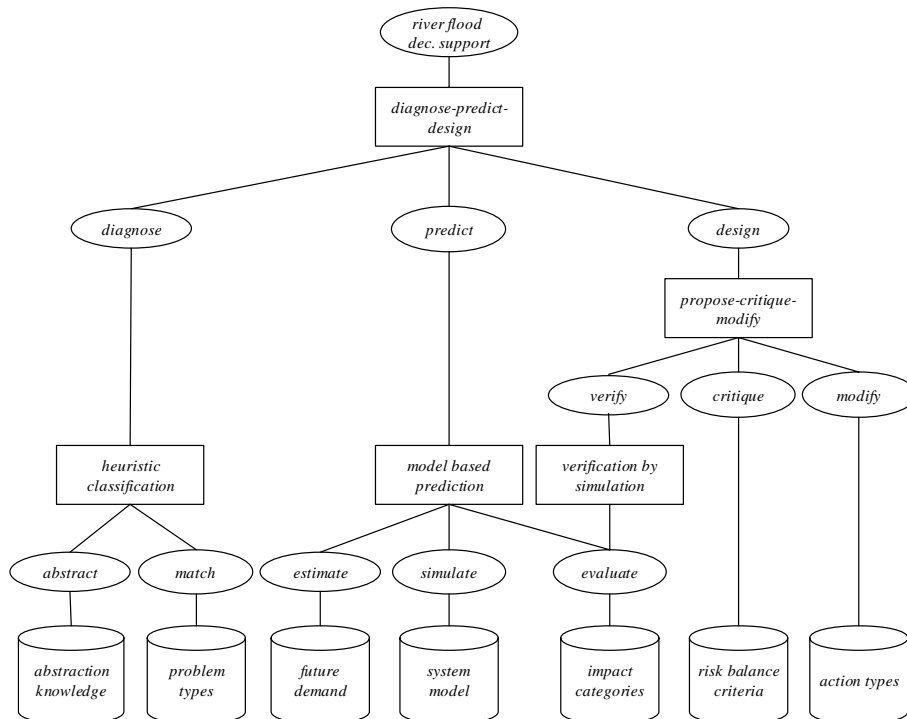 river flood
dec. support
diagnose-predict-
design
diagnose
predict
design
propose-critique-
modify
verify
critique
modify
heuristic
classification
model based
prediction
verification by
simulation
abstract
match
estimate
simulate
evaluate
abstraction
knowledge
problem
types
future
demand
system
model
impact
categories
risk balance
criteria
action types